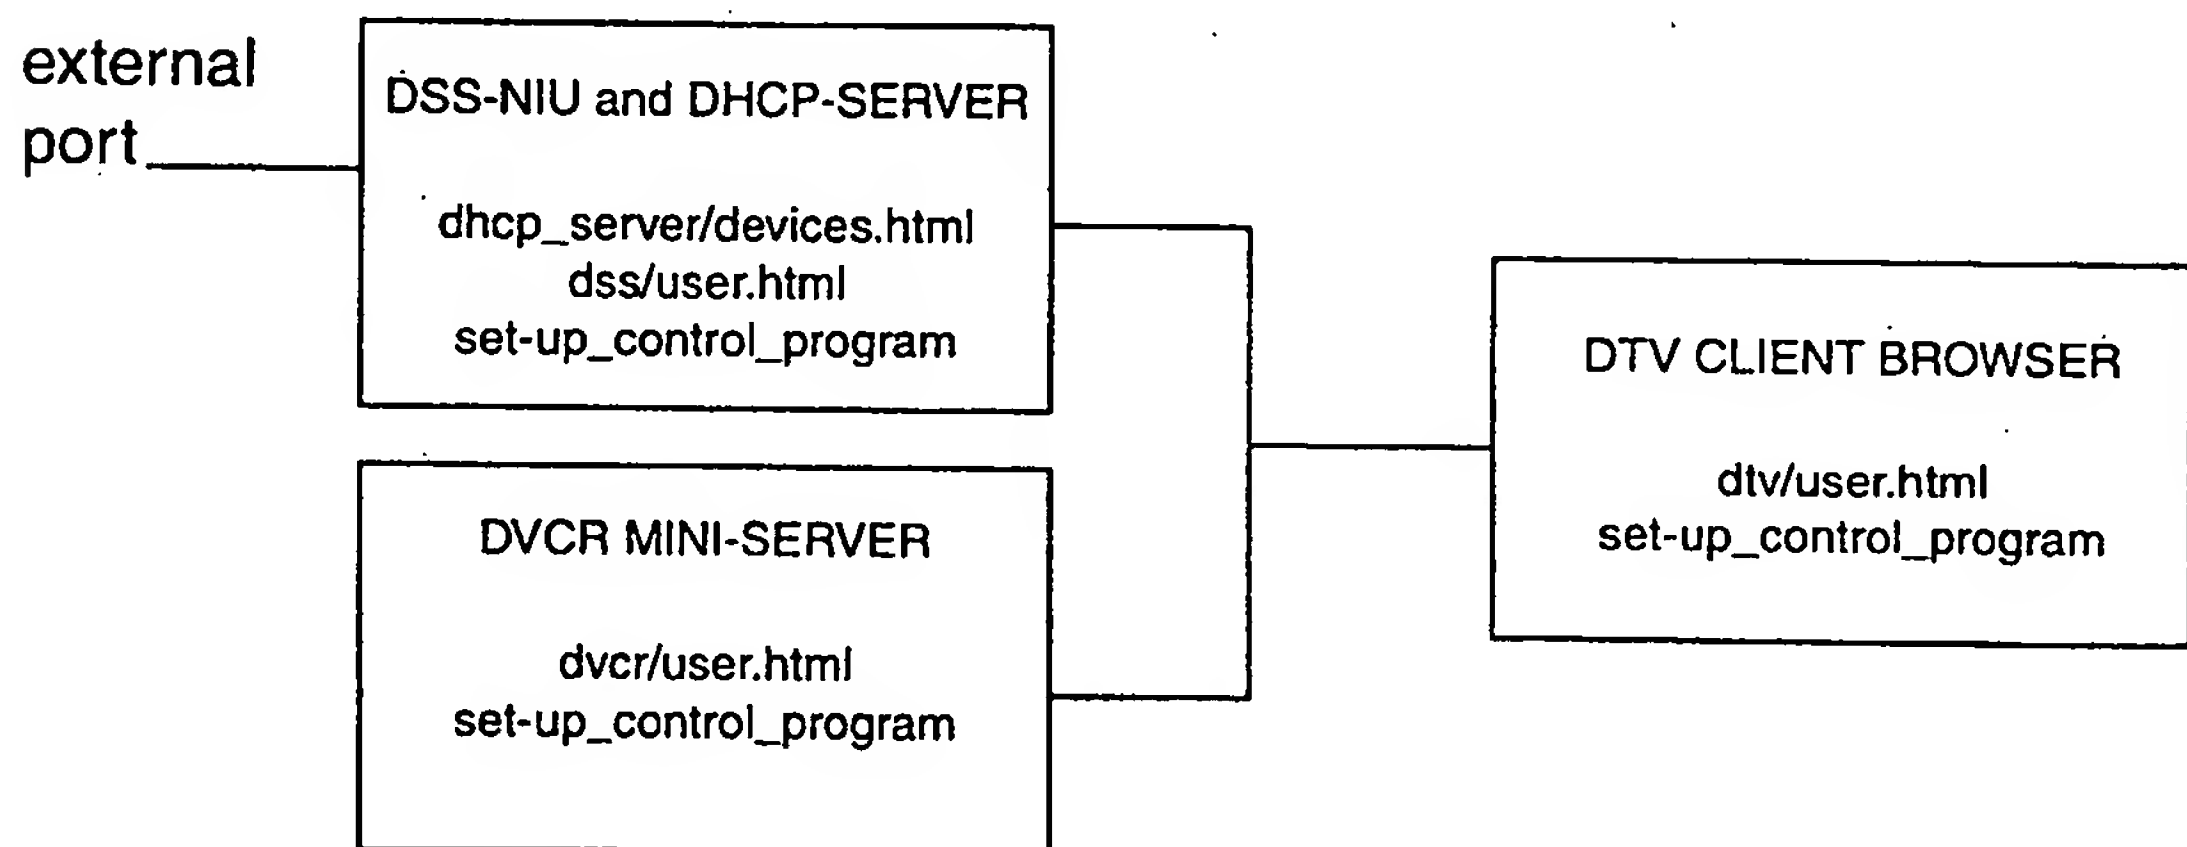 external
port
DSS-NIU and DHCP-SERVER
dhcp_server/devices.html
dss/user.html
set-up_control_program
DVCR MINI-SERVER
dvcr/user.html
set-up_control_program
DTV CLIENT BROWSER
dtv/user.html
set-up_control_program